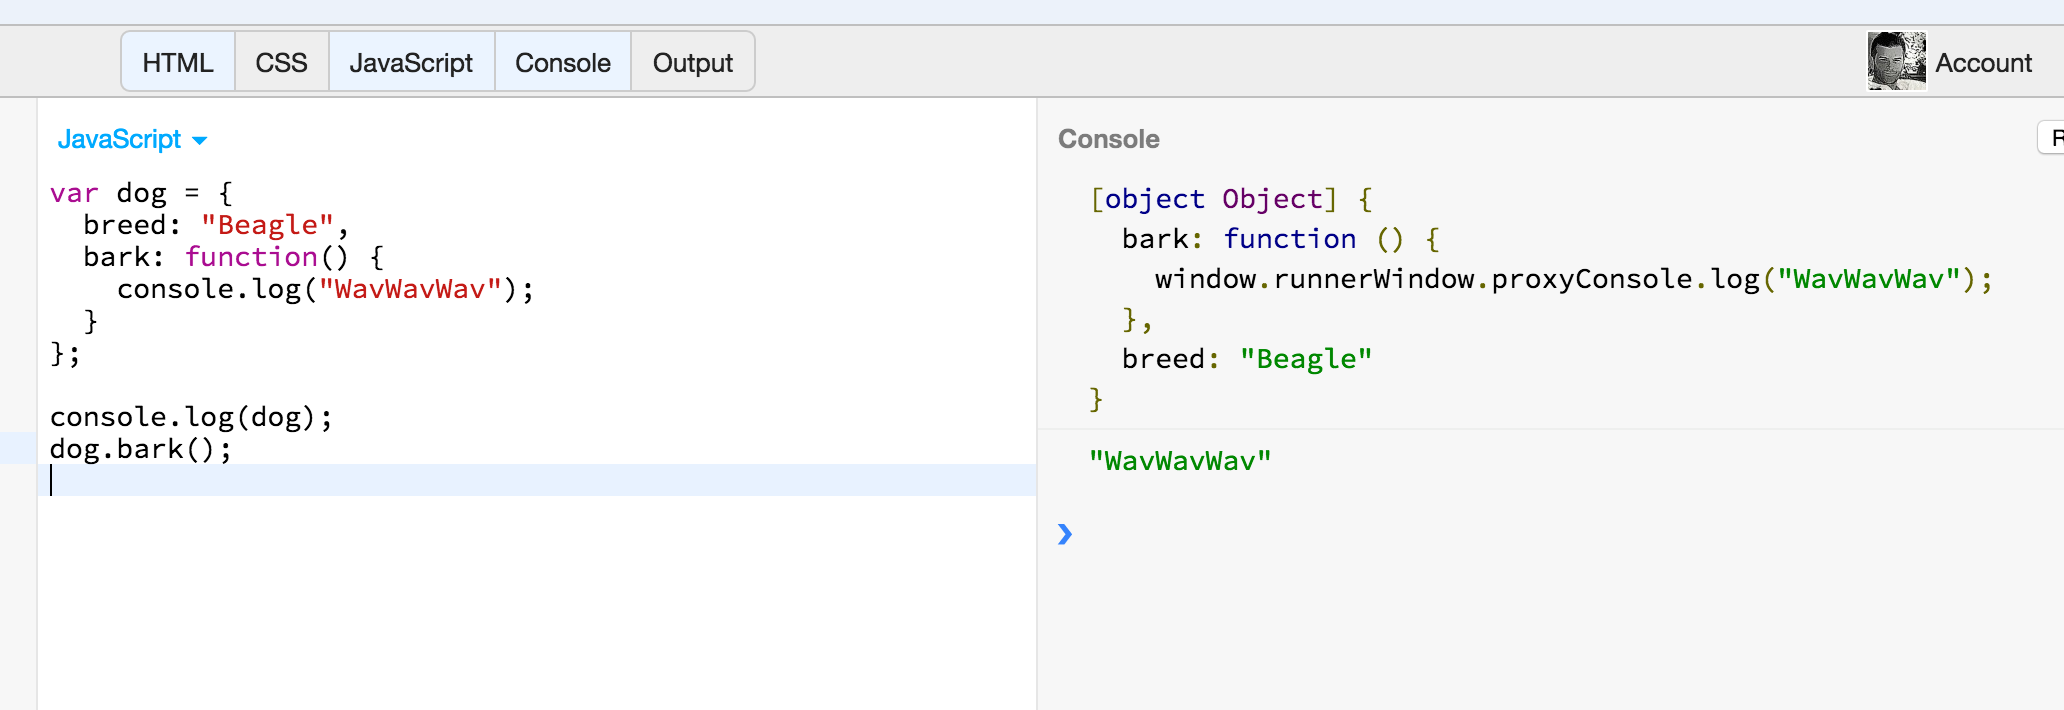 HTML CSS JavaScript Console Output Account
JavaScript
var dog = {
  breed: "Beagle",
  bark: function() {
    console.log("WavWavWav");
  }
};
console.log(dog);
dog.bark();
Console
R
[object Object] {
  bark: function () {
    window.runnerWindow.proxyConsole.log("WavWavWav");
  },
  breed: "Beagle"
}
"WavWavWav"